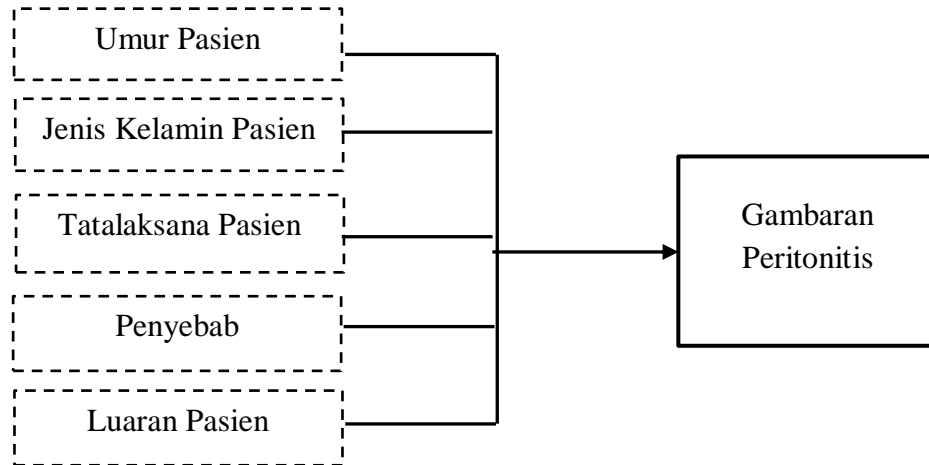 Umur Pasien
Jenis Kelamin Pasien
Tatalaksana Pasien
Penyebab
Luaran Pasien
Gambaran
Peritonitis